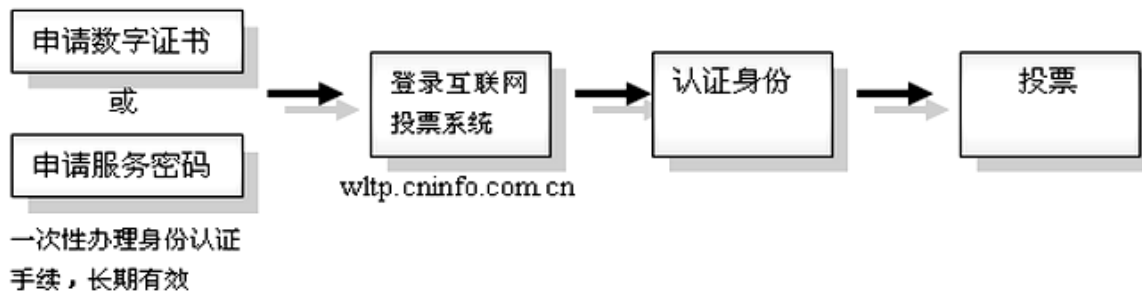 申请数字证书
或
申请服务密码
一次性办理身份认证
手续，长期有效
登录互联网
投票系统
wltp.cninfo.com.cn
认证身份
投票